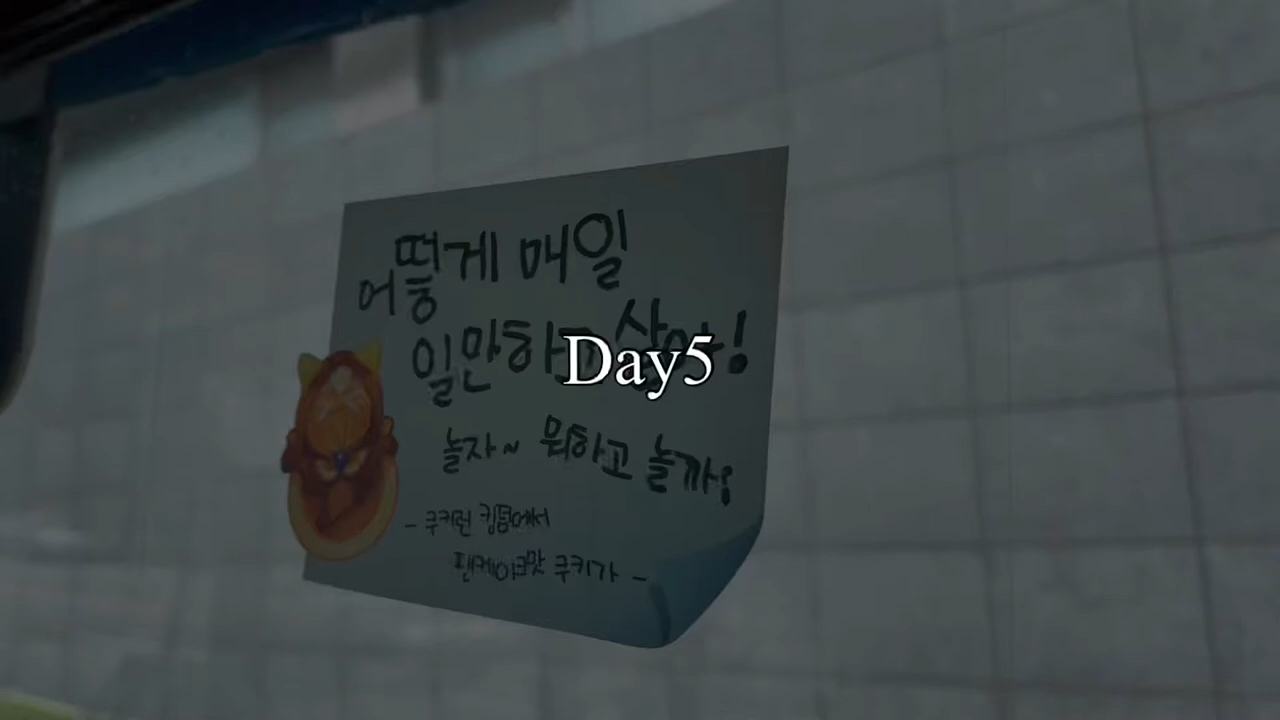 어떻게 매일
일만하고 살아!
Day5
놀자~ 뭐하고 놀까?
- 쿠키런 킹덤에서
팬케이크맛 쿠키가 -